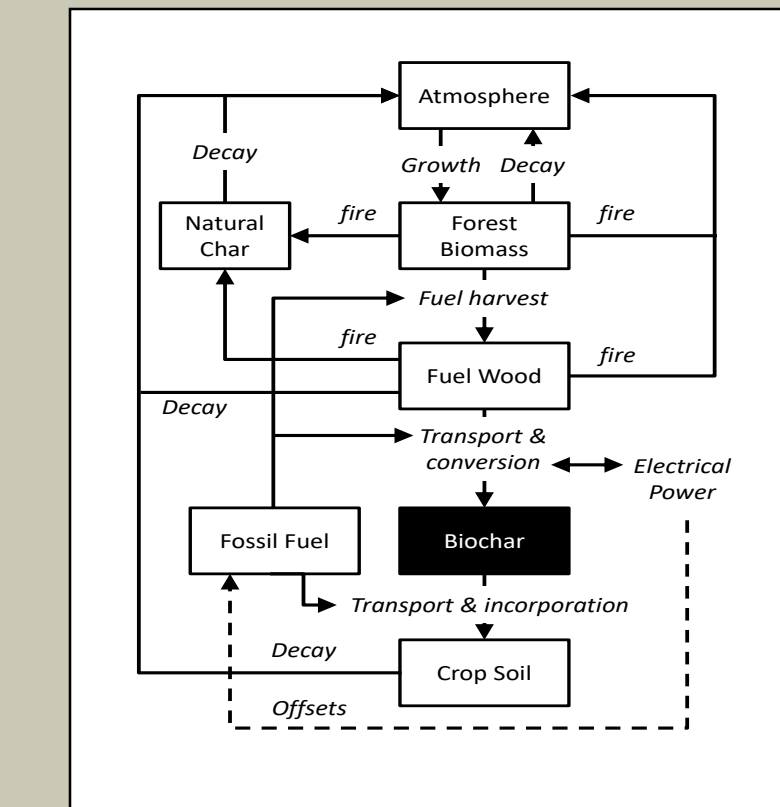 Atmosphere
Decay
Growth Decay
Natural
Char
fire
Forest
Biomass
fire
Fuel harvest
fire
Fuel Wood
fire
Decay
Transport &
conversion
Electrical
Power
Fossil Fuel
Biochar
Transport & incorporation
Decay
Crop Soil
Offsets